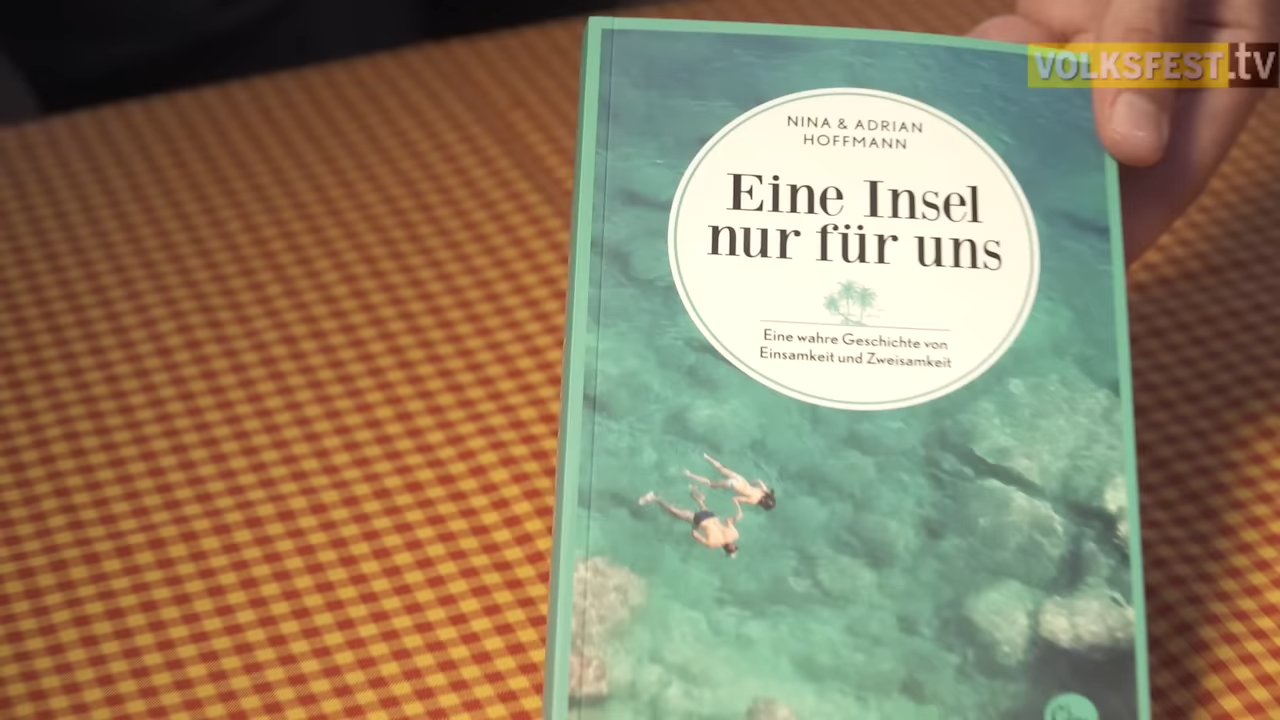 VOLKSFEST.tv
NINA & ADRIAN
HOFFMANN
Eine Insel
nur für uns
Eine wahre Geschichte von
Einsamkeit und Zweisamkeit